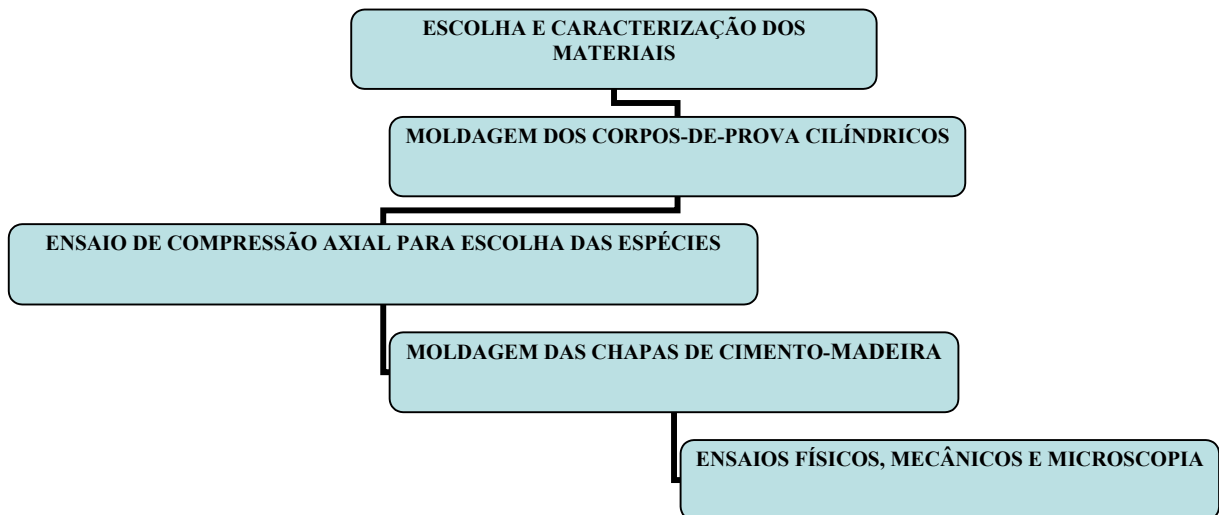 ESCOLHA E CARACTERIZAÇÃO DOS
MATERIAIS
MOLDAGEM DOS CORPOS-DE-PROVA CILÍNDRICOS
ENSAIO DE COMPRESSÃO AXIAL PARA ESCOLHA DAS ESPÉCIES
MOLDAGEM DAS CHAPAS DE CIMENTO-MADEIRA
ENSAIOS FÍSICOS, MECÂNICOS E MICROSCOPIA